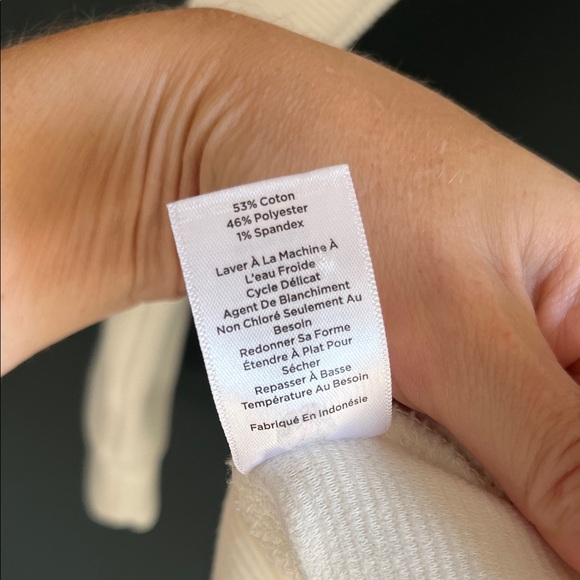 53% Coton
46% Polyester
1% Spandex
Laver À La Machine À
L'eau Froide
Cycle Délicat
Agent De Blanchiment
Non Chloré Seulement Au
Besoin
Redonner Sa Forme
Étendre À Plat Pour
Sécher
Repasser À Basse
Température Au Besoin
Fabriqué En Indonésie